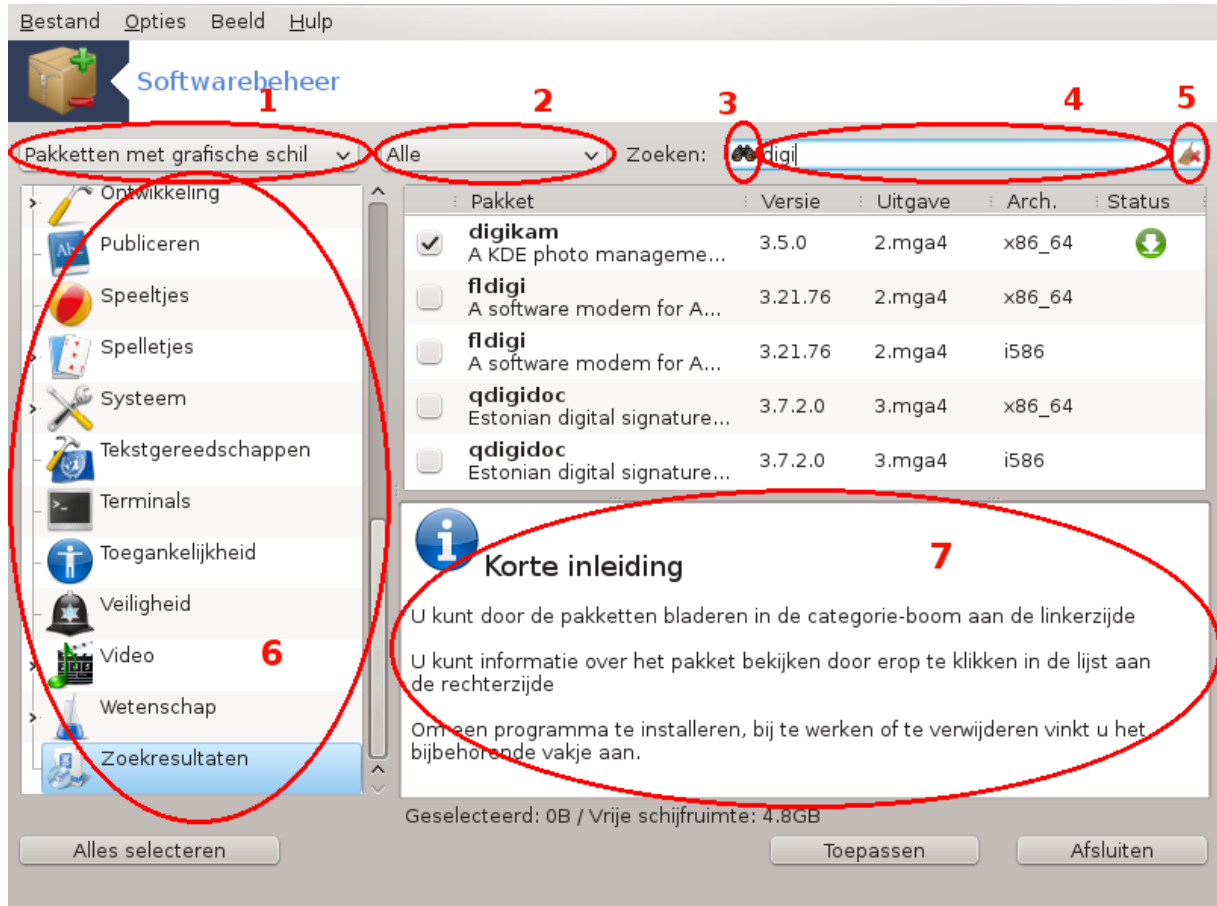 Bestand Opties Beeld Hulp
Softwarebeheer
1 2 3 4 5
Pakketten met grafische schil Alle Zoeken: digi
Ontwikkeling
Publiceren
Speeltjes
Spelletjes
Systeem
Tekstgereedschappen
Terminals
Toegankelijkheid
Veiligheid
Video
6
Wetenschap
Zoekresultaten
Pakket Versie Uitgave Arch. Status
digikam
A KDE photo manageme... 3.5.0 2.mga4 x86_64
fldigi
A software modem for A... 3.21.76 2.mga4 x86_64
fldigi
A software modem for A... 3.21.76 2.mga4 i586
qdigidoc
Estonian digital signature... 3.7.2.0 3.mga4 x86_64
qdigidoc
Estonian digital signature... 3.7.2.0 3.mga4 i586
7
Korte inleiding
U kunt door de pakketten bladeren in de categorie-boom aan de linkerzijde
U kunt informatie over het pakket bekijken door erop te klikken in de lijst aan
de rechterzijde
Om een programma te installeren, bij te werken of te verwijderen vinkt u het
bijbehorende vakje aan.
Geselecteerd: 0B / Vrije schijfruimte: 4.8GB
Alles selecteren Toepassen Afsluiten